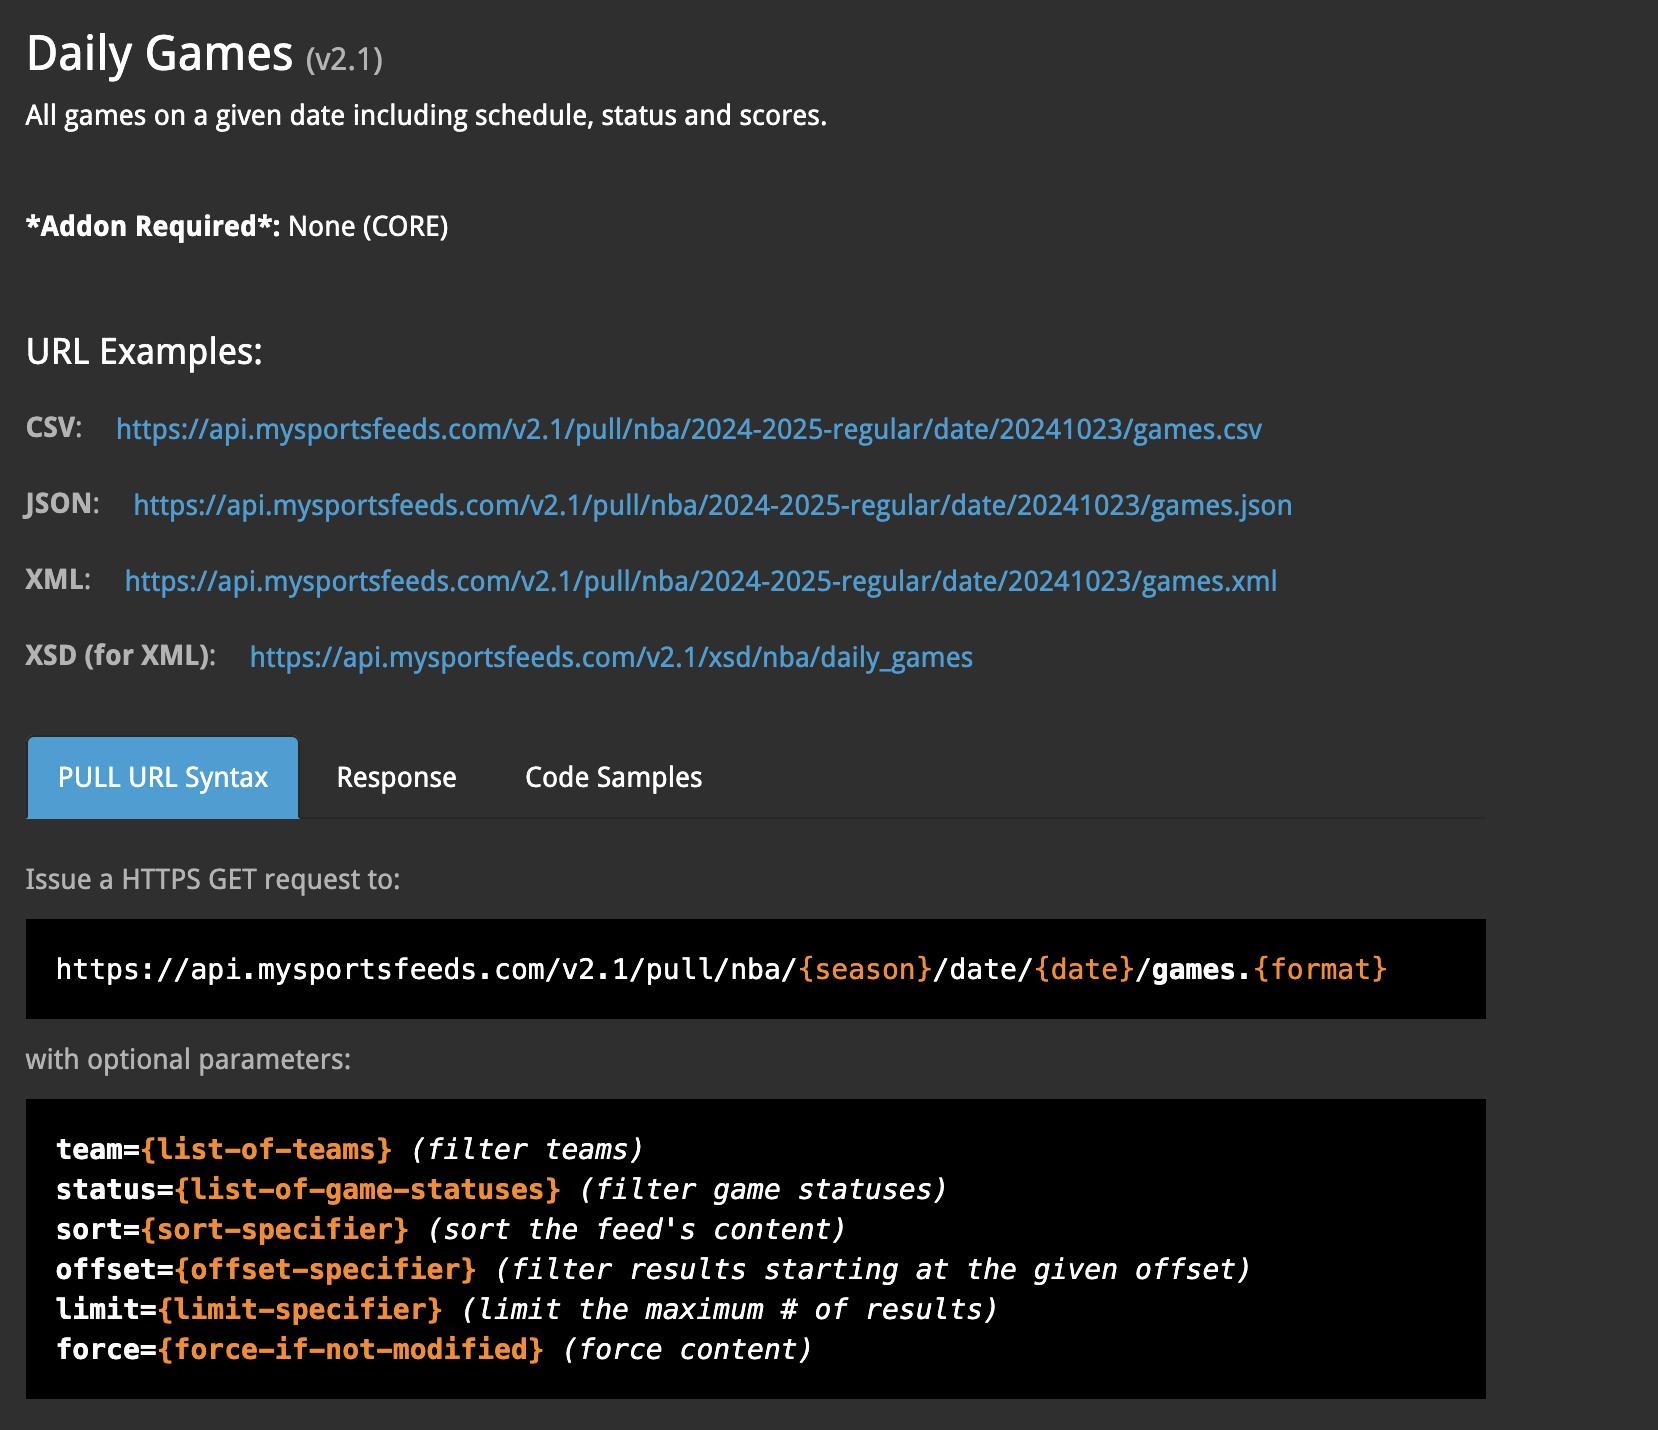 Daily Games (v2.1)
All games on a given date including schedule, status and scores.
*Addon Required*: None (CORE)
URL Examples:
CSV: https://api.mysportsfeeds.com/v2.1/pull/nba/2024-2025-regular/date/20241023/games.csv
JSON: https://api.mysportsfeeds.com/v2.1/pull/nba/2024-2025-regular/date/20241023/games.json
XML: https://api.mysportsfeeds.com/v2.1/pull/nba/2024-2025-regular/date/20241023/games.xml
XSD (for XML): https://api.mysportsfeeds.com/v2.1/xsd/nba/daily_games
PULL URL Syntax Response Code Samples
Issue a HTTPS GET request to:
https://api.mysportsfeeds.com/v2.1/pull/nba/{season}/date/{date}/games.{format}
with optional parameters:
team={list-of-teams} (filter teams)
status={list-of-game-statuses} (filter game statuses)
sort={sort-specifier} (sort the feed's content)
offset={offset-specifier} (filter results starting at the given offset)
limit={limit-specifier} (limit the maximum # of results)
force={force-if-not-modified} (force content)